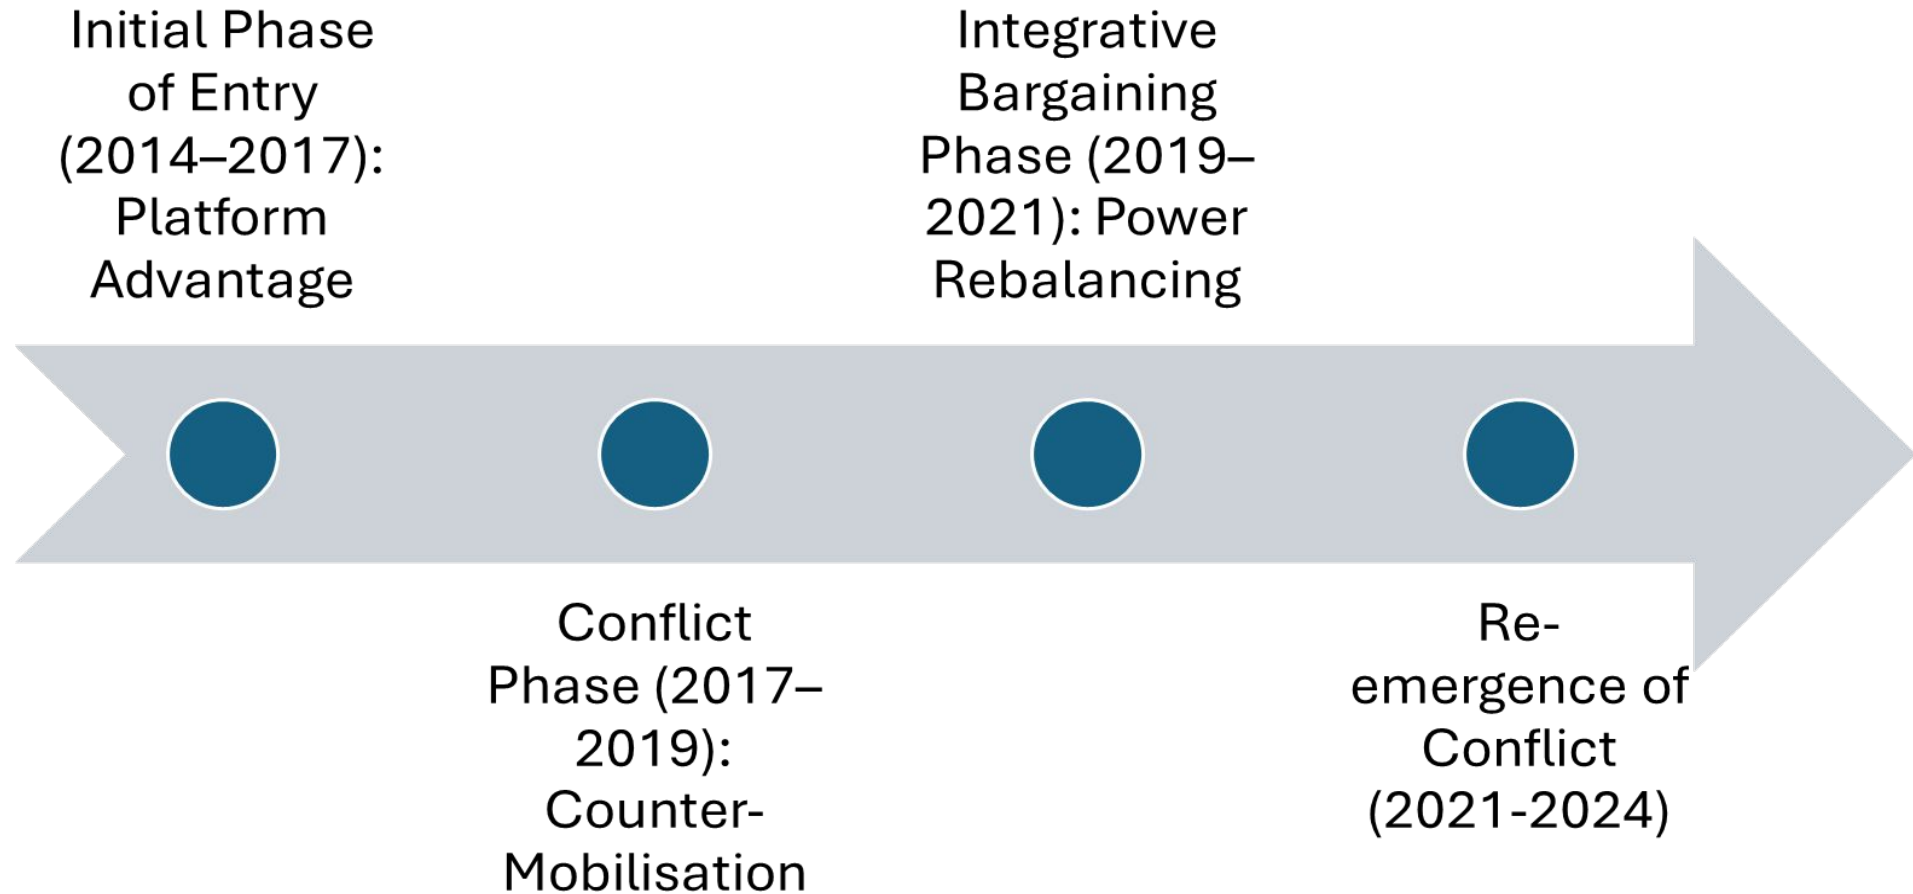 Initial Phase
of Entry
(2014–2017):
Platform
Advantage
Conflict
Phase (2017–
2019):
Counter-
Mobilisation
Integrative
Bargaining
Phase (2019–
2021): Power
Rebalancing
Re-
emergence of
Conflict
(2021-2024)